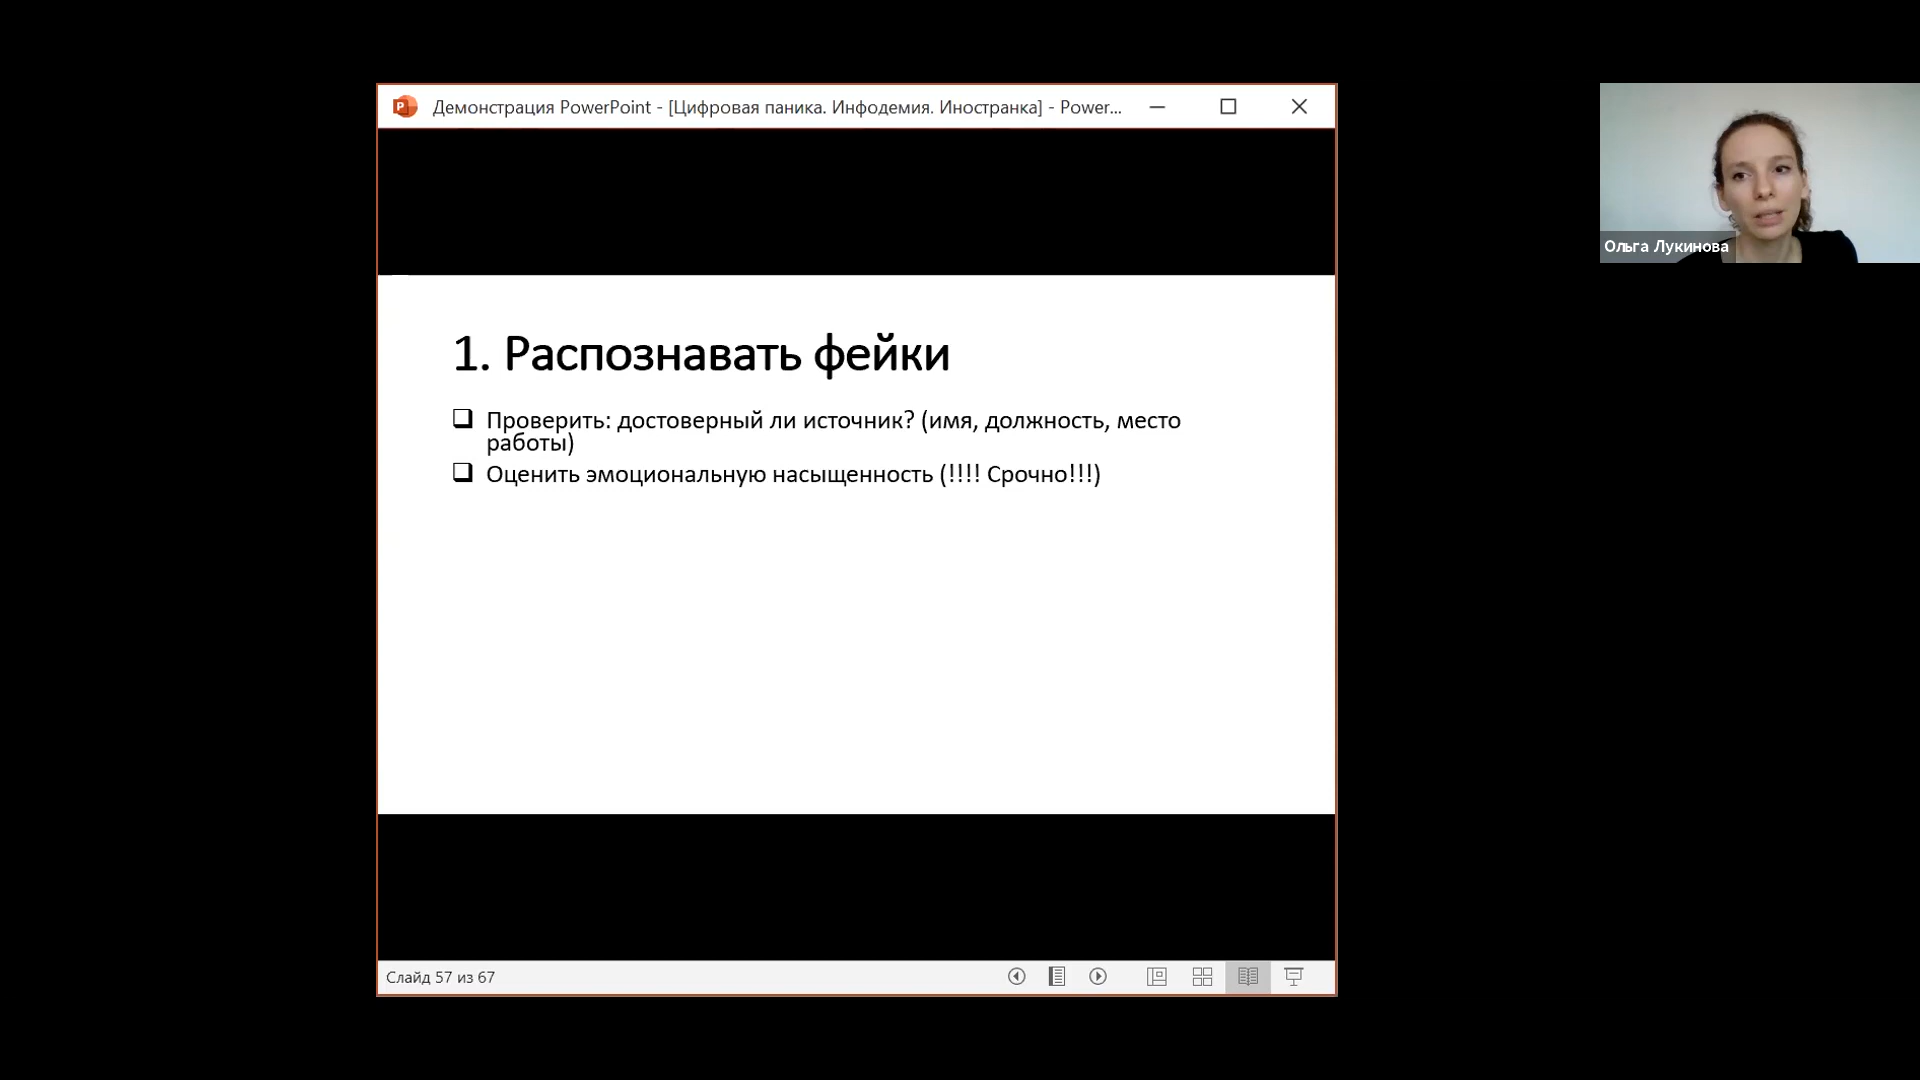 Демонстрация PowerPoint - [Цифровая паника. Инфодемия. Иностранка] - Power...
Ольга Лукинова
1. Распознавать фейки
Проверить: достоверный ли источник? (имя, должность, место
работы)
Оценить эмоциональную насыщенность (!!!! Срочно!!!)
Слайд 57 из 67